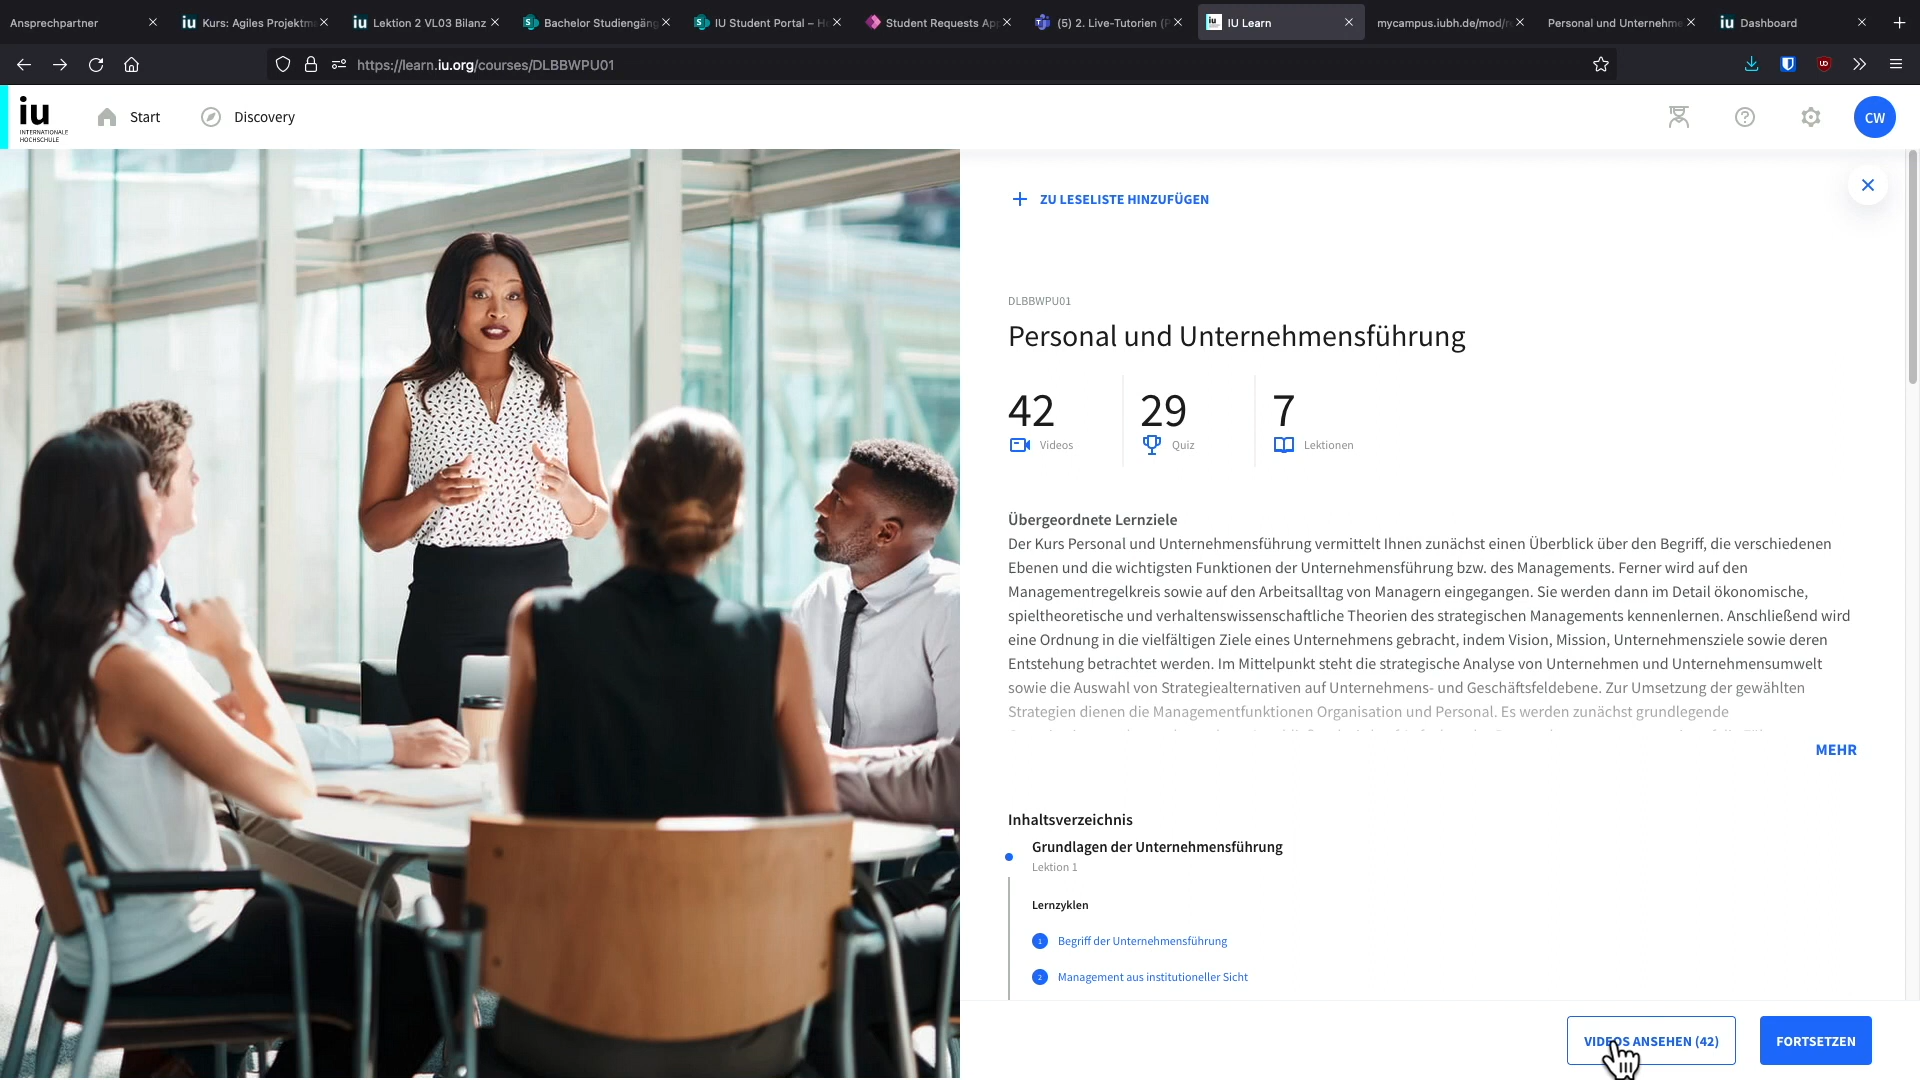 Ansprechpartner
Kurs: Agiles Projektma
Lektion 2 VL03 Bilanz
Bachelor Studiengäng
IU Student Portal – H
Student Requests App
(5) 2. Live-Tutorien (P
IU Learn
mycampus.iubh.de/mod/
Personal und Unternehme
Dashboard
https://learn.iu.org/courses/DLBBWPU01
iu
INTERNATIONALE
HOCHSCHULE
Start
Discovery
CW
ZU LESELISTE HINZUFÜGEN
DLBBWPU01
Personal und Unternehmensführung
42
29
7
Videos
Quiz
Lektionen
Übergeordnete Lernziele
Der Kurs Personal und Unternehmensführung vermittelt Ihnen zunächst einen Überblick über den Begriff, die verschiedenen
Ebenen und die wichtigsten Funktionen der Unternehmensführung bzw. des Managements. Ferner wird auf den
Managementregelkreis sowie auf den Arbeitsalltag von Managern eingegangen. Sie werden dann im Detail ökonomische,
spieltheoretische und verhaltenswissenschaftliche Theorien des strategischen Managements kennenlernen. Anschließend wird
eine Ordnung in die vielfältigen Ziele eines Unternehmens gebracht, indem Vision, Mission, Unternehmensziele sowie deren
Entstehung betrachtet werden. Im Mittelpunkt steht die strategische Analyse von Unternehmen und Unternehmensumwelt
sowie die Auswahl von Strategiealternativen auf Unternehmens- und Geschäftsfeldebene. Zur Umsetzung der gewählten
Strategien dienen die Managementfunktionen Organisation und Personal. Es werden zunächst grundlegende
MEHR
Inhaltsverzeichnis
Grundlagen der Unternehmensführung
Lektion 1
Lernzyklen
1 Begriff der Unternehmensführung
2 Management aus institutioneller Sicht
VIDEOS ANSEHEN (42)
FORTSETZEN